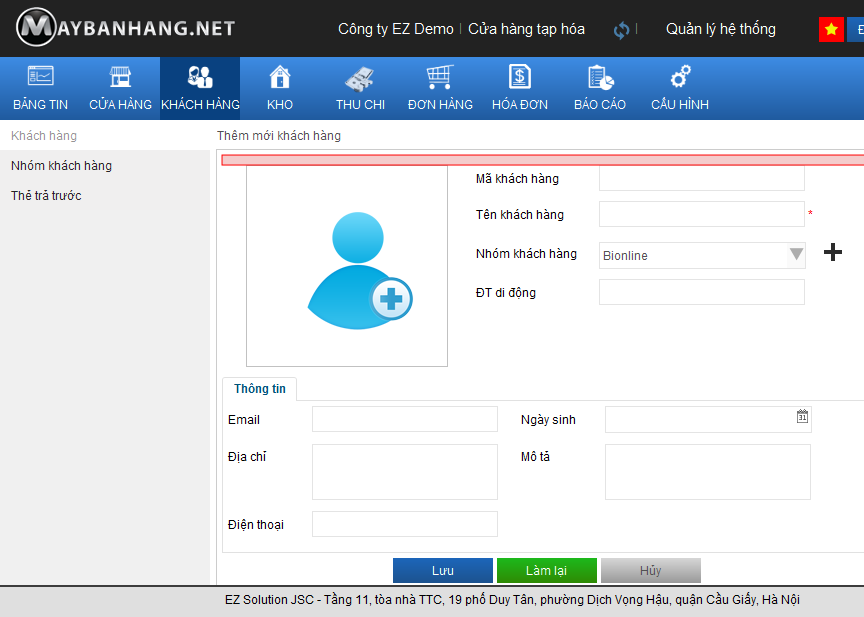 MAYBANHANG.NET
Công ty EZ Demo | Cửa hàng tạp hóa | Quản lý hệ thống
BẢNG TIN CỬA HÀNG KHÁCH HÀNG KHO THU CHI ĐƠN HÀNG HÓA ĐƠN BÁO CÁO CẤU HÌNH
Khách hàng
Nhóm khách hàng
Thẻ trả trước
Thêm mới khách hàng
Mã khách hàng
Tên khách hàng *
Nhóm khách hàng Bionline
ĐT di động
Thông tin
Email Ngày sinh 31
Địa chỉ Mô tả
Điện thoại
Lưu Làm lại Hủy
EZ Solution JSC - Tầng 11, tòa nhà TTC, 19 phố Duy Tân, phường Dịch Vọng Hậu, quận Cầu Giấy, Hà Nội